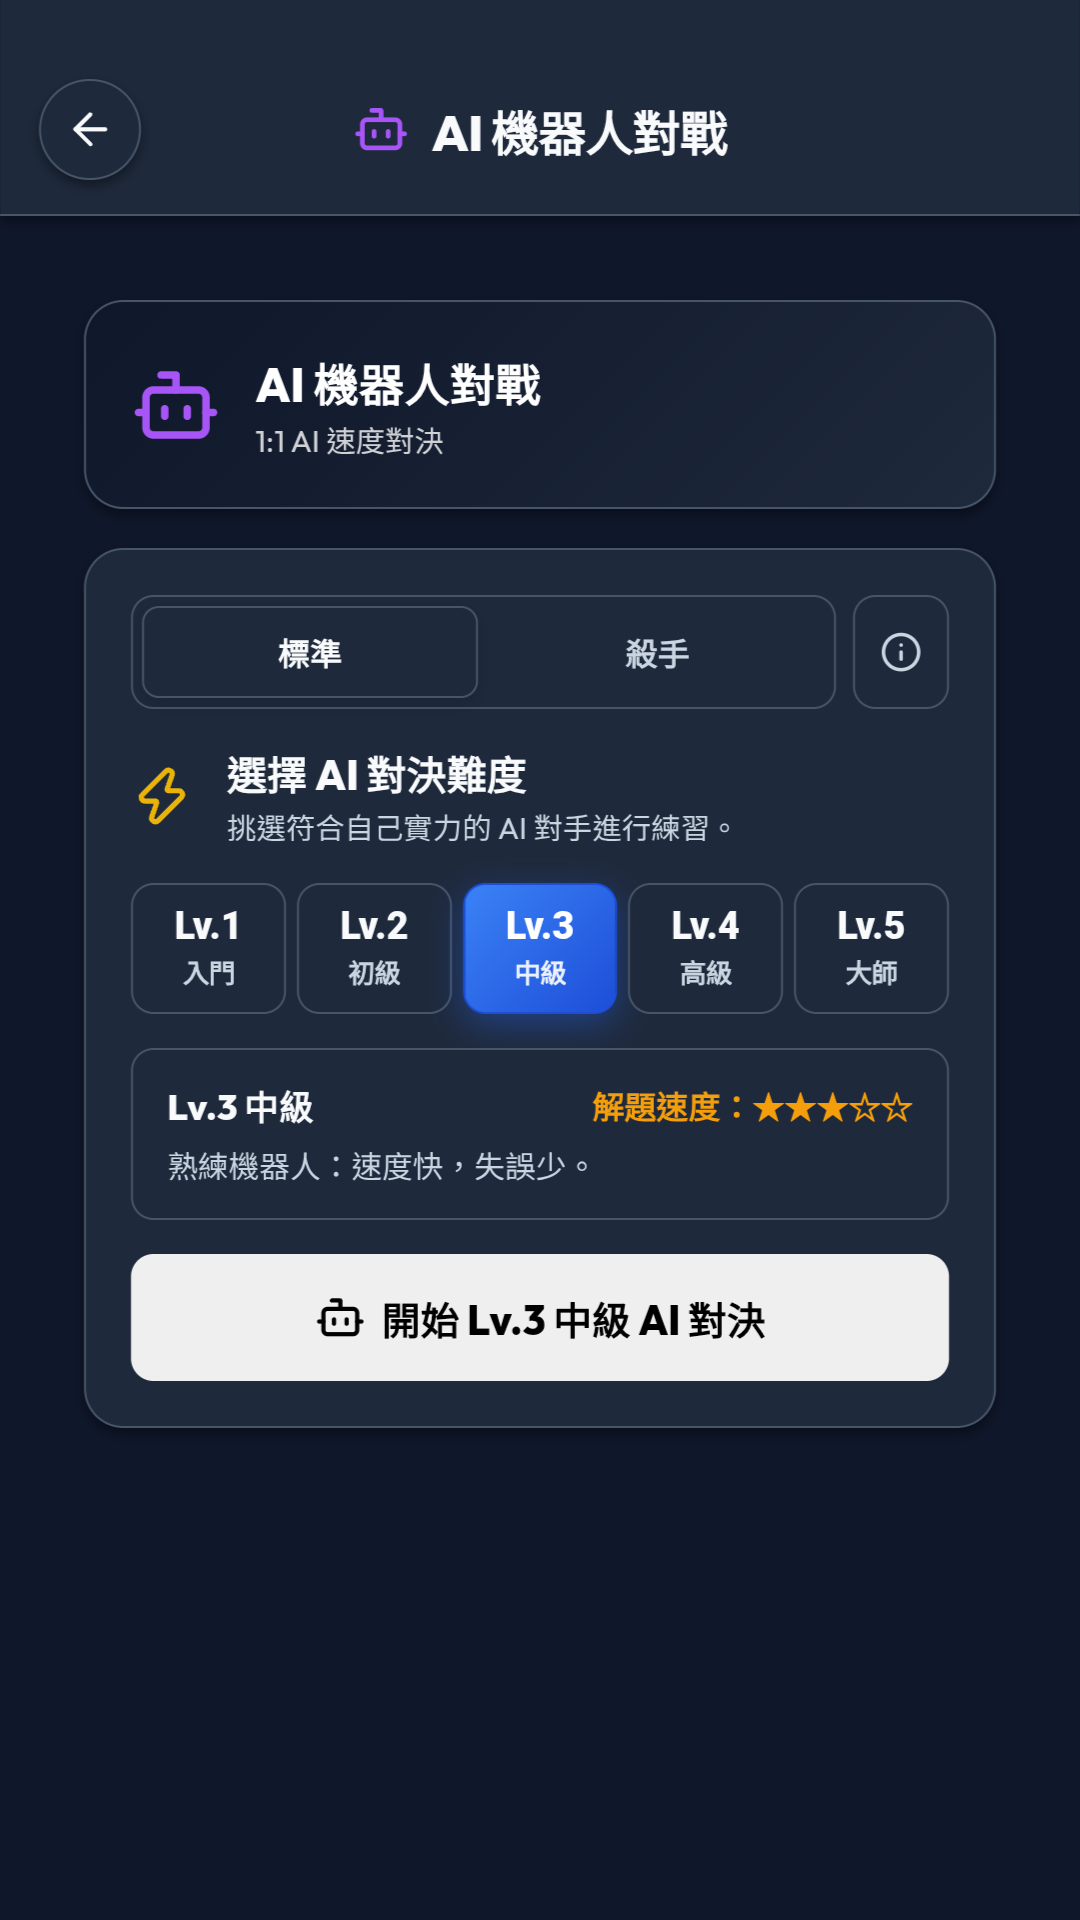 AI 機器人對戰
AI 機器人對戰
1:1 AI 速度對決
標準
殺手
選擇 AI 對決難度
挑選符合自己實力的 AI 對手進行練習。
Lv.1
入門
Lv.2
初級
Lv.3
中級
Lv.4
高級
Lv.5
大師
Lv.3 中級
解題速度：★★★☆☆
熟練機器人：速度快，失誤少。
開始 Lv.3 中級 AI 對決